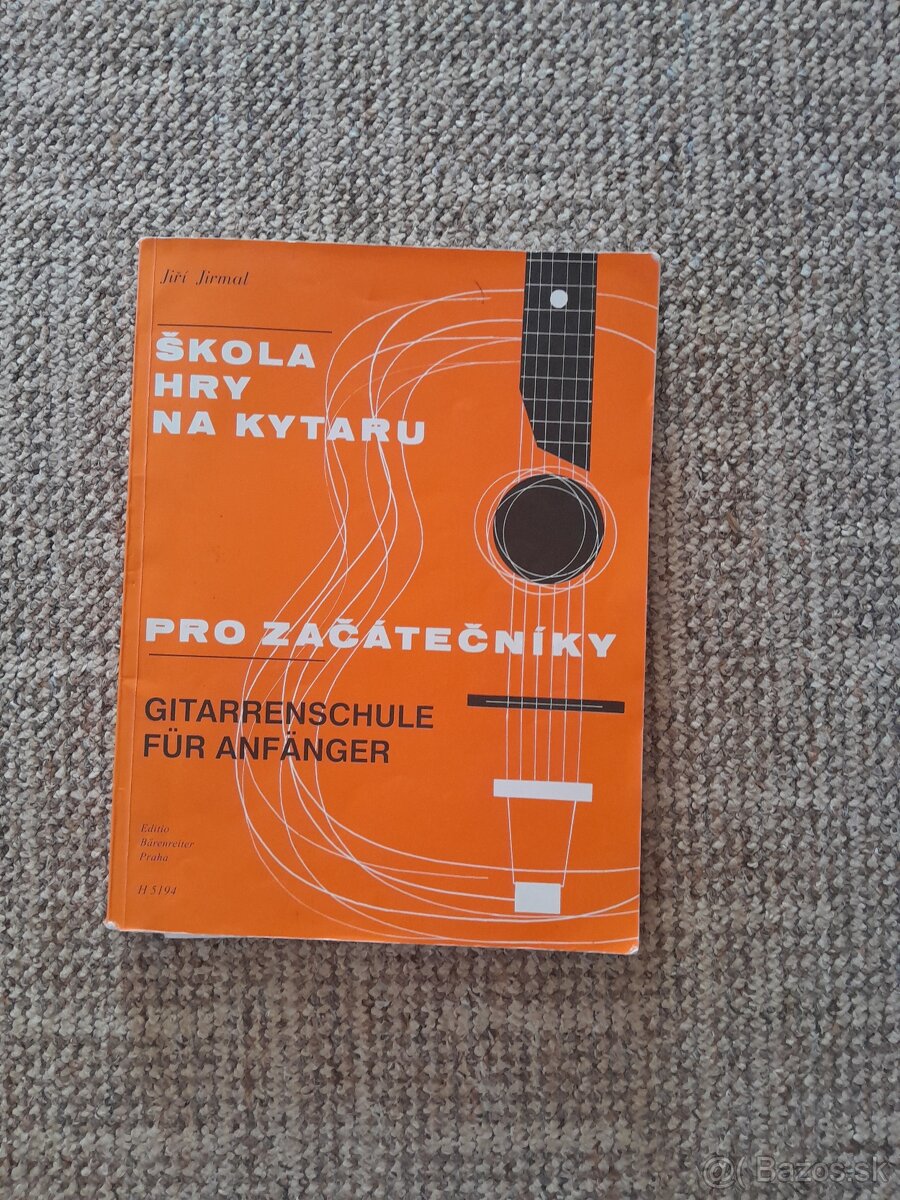 Jiří Jirmal
ŠKOLA
HRY
NA KYTARU
PRO ZAČÁTEČNÍKY
GITARRENSCHULE
FÜR ANFÄNGER
Editio
Bärenreiter
Praha
H 5194
@( Bazos.sk